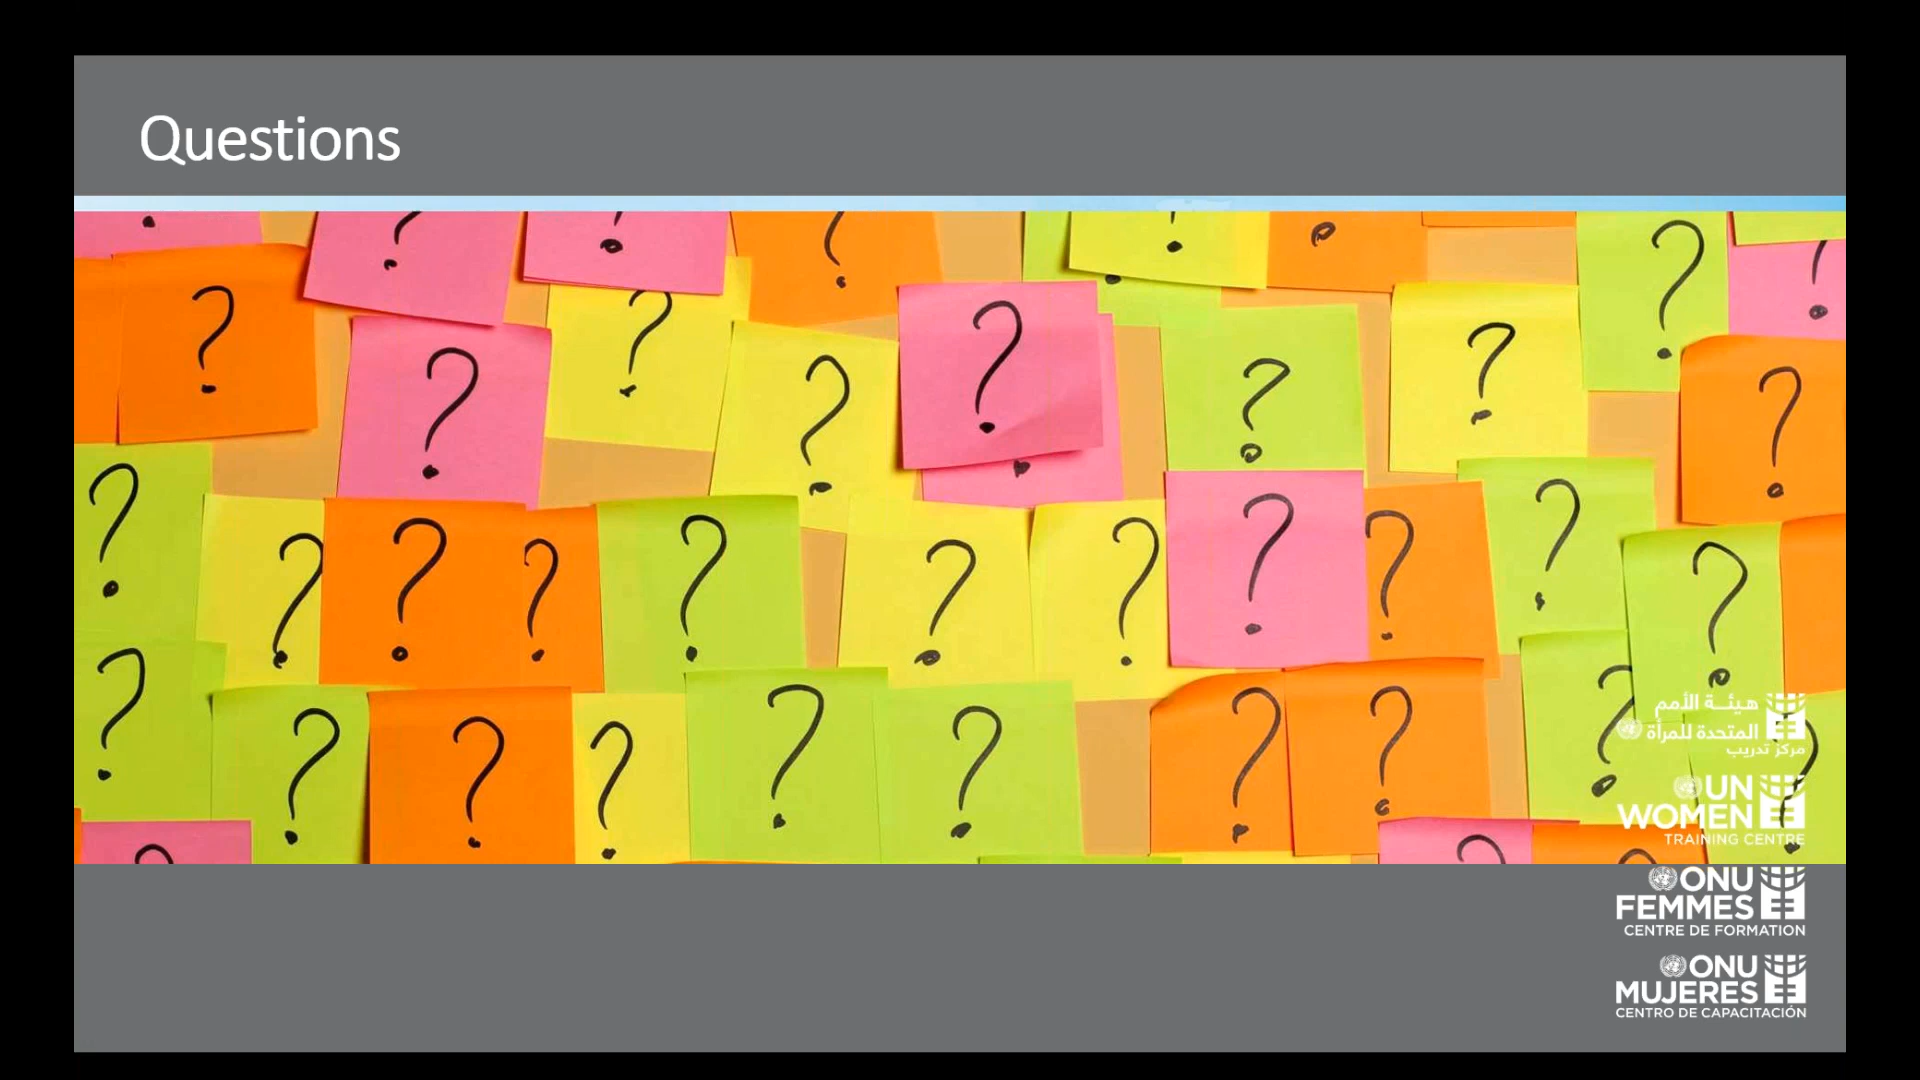 Questions
هيئة الأمم
المتحدة للمرأة
مركز تدريب
UN
WOMEN
TRAINING CENTRE
ONU
FEMMES
CENTRE DE FORMATION
ONU
MUJERES
CENTRO DE CAPACITACIÓN